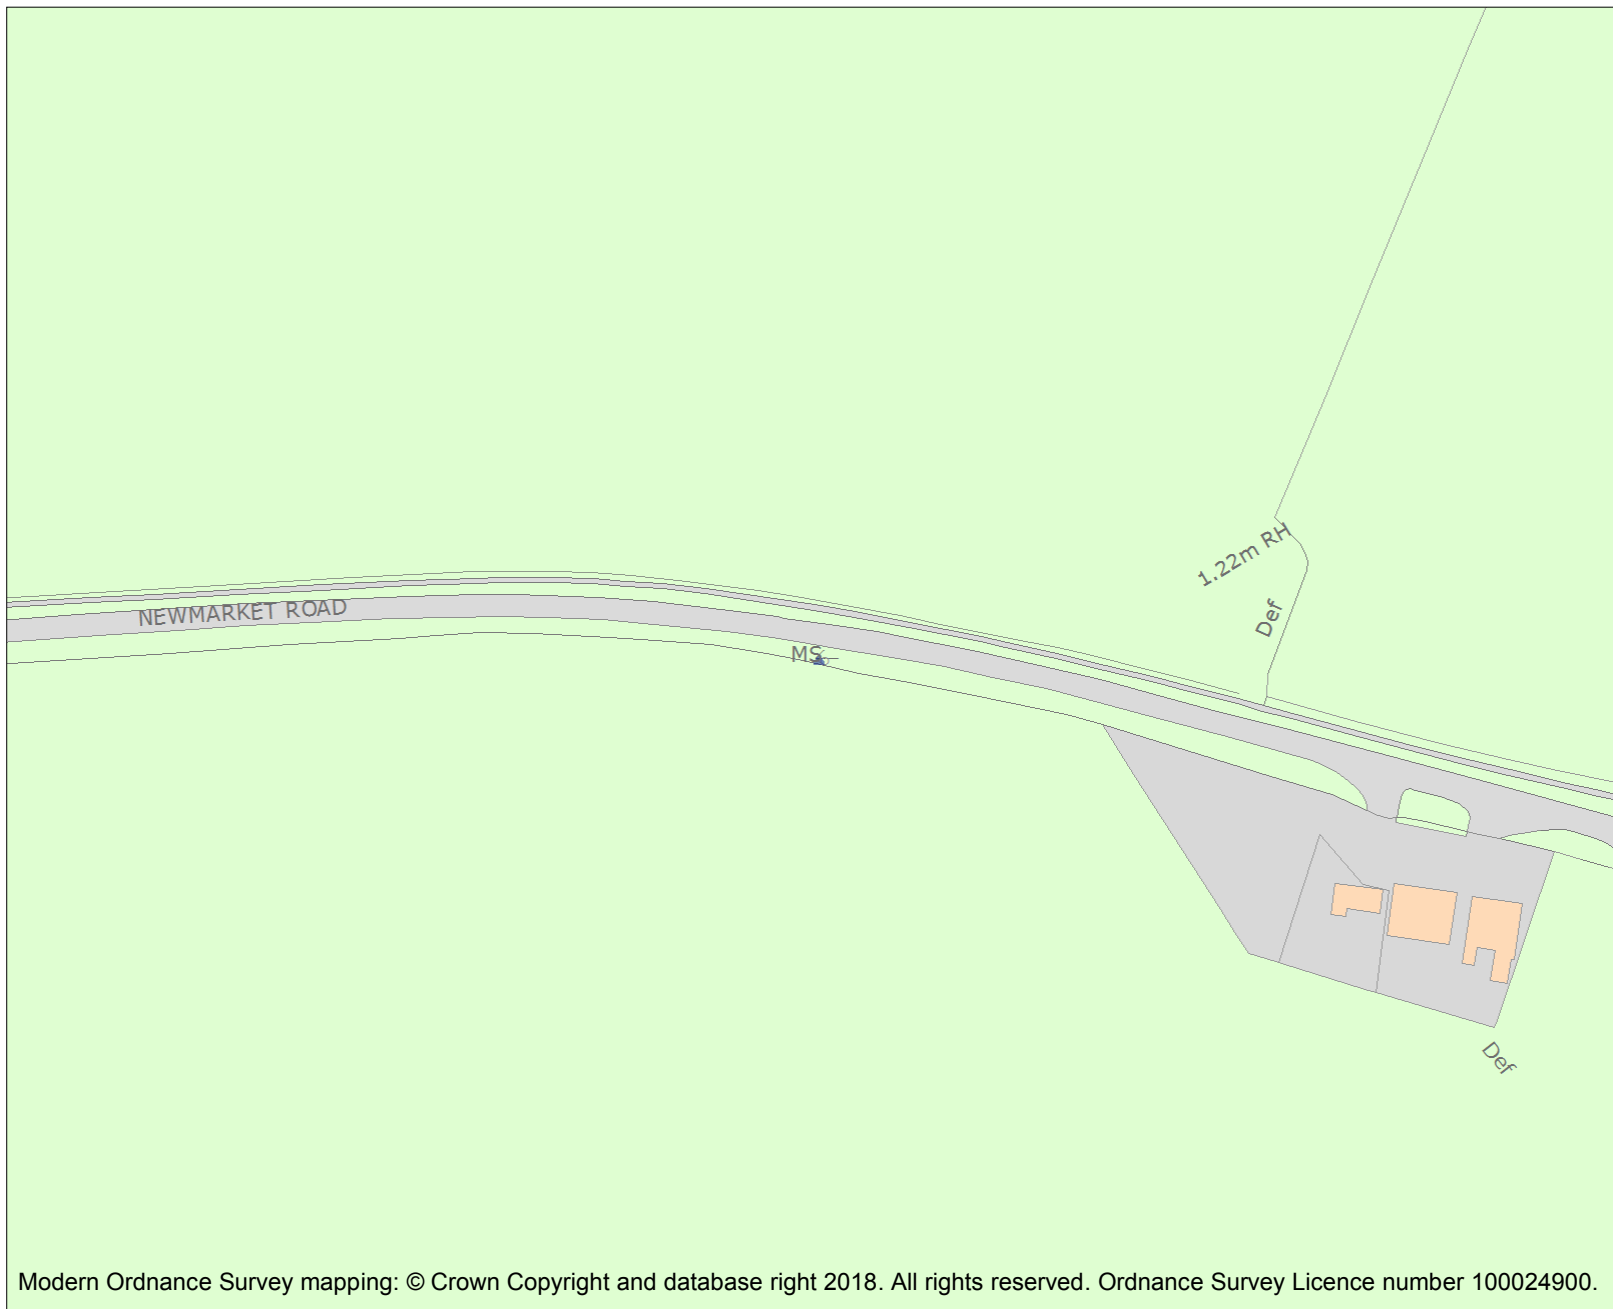 1.22m RH
Def
NEWMARKET ROAD
MS
Def
Modern Ordnance Survey mapping: © Crown Copyright and database right 2018. All rights reserved. Ordnance Survey Licence number 100024900.